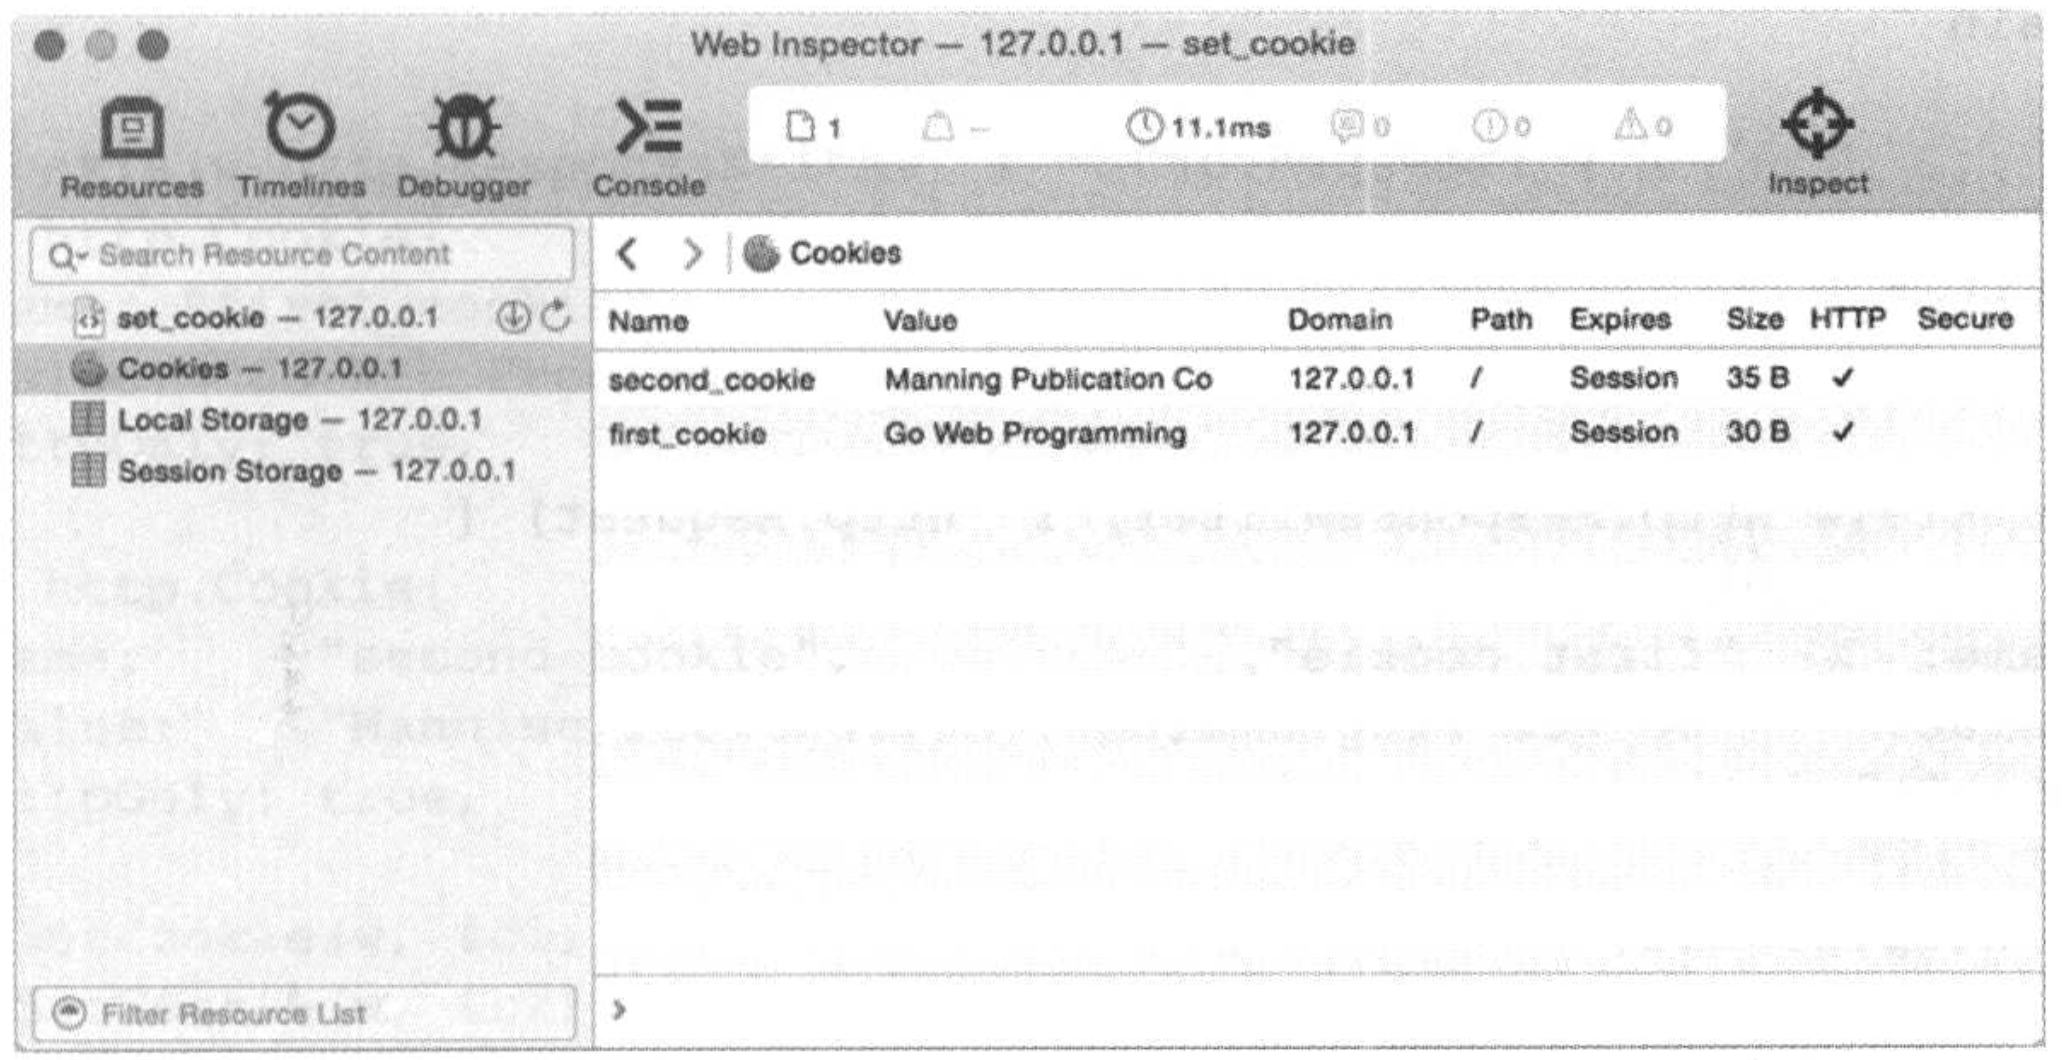 Web Inspector — 127.0.0.1 — set_cookie
1 — 11.1ms 0 0 0
Resources Timelines Debugger Console Inspect
Search Resource Content
set_cookie — 127.0.0.1
Cookies — 127.0.0.1
Local Storage — 127.0.0.1
Session Storage — 127.0.0.1
Filter Resource List
Cookies
Name Value Domain Path Expires Size HTTP Secure
second_cookie Manning Publication Co 127.0.0.1 / Session 35 B ✓
first_cookie Go Web Programming 127.0.0.1 / Session 30 B ✓